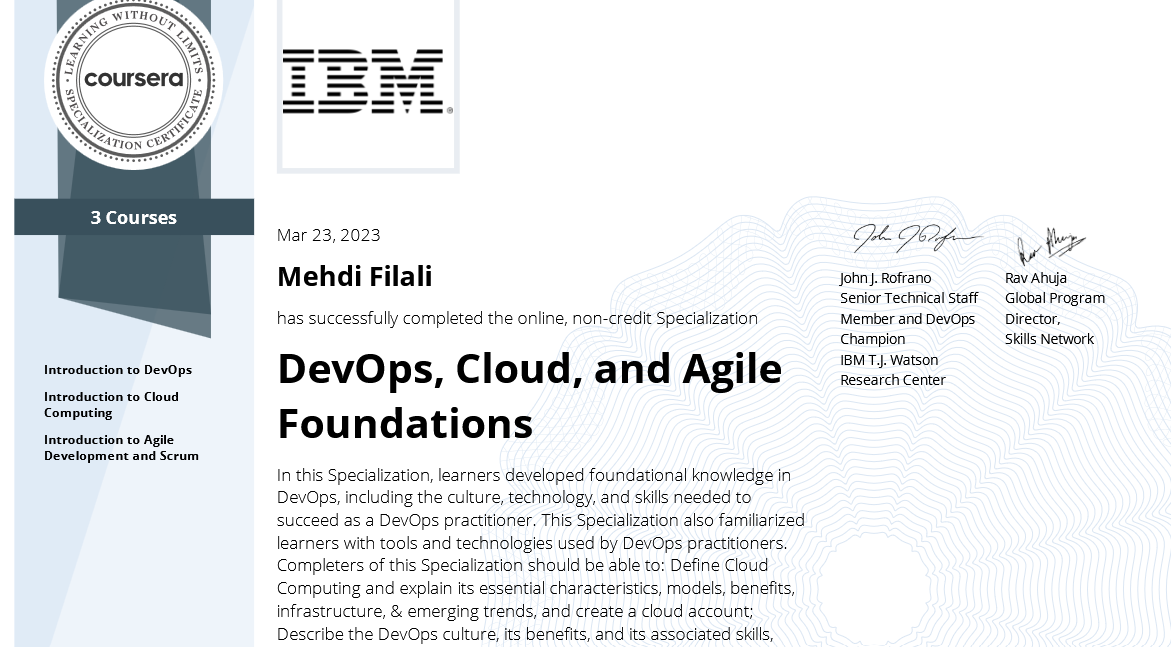 LEARNING WITHOUT LIMITS
coursera
SPECIALIZATION CERTIFICATE
3 Courses
Introduction to DevOps
Introduction to Cloud
Computing
Introduction to Agile
Development and Scrum
IBM®
Mar 23, 2023
Mehdi Filali
has successfully completed the online, non-credit Specialization
DevOps, Cloud, and Agile
Foundations
In this Specialization, learners developed foundational knowledge in
DevOps, including the culture, technology, and skills needed to
succeed as a DevOps practitioner. This Specialization also familiarized
learners with tools and technologies used by DevOps practitioners.
Completers of this Specialization should be able to: Define Cloud
Computing and explain its essential characteristics, models, benefits,
infrastructure, & emerging trends, and create a cloud account;
Describe the DevOps culture, its benefits, and its associated skills,
John J. Rofrano
Senior Technical Staff
Member and DevOps
Champion
IBM T.J. Watson
Research Center
Rav Ahuja
Global Program
Director,
Skills Network